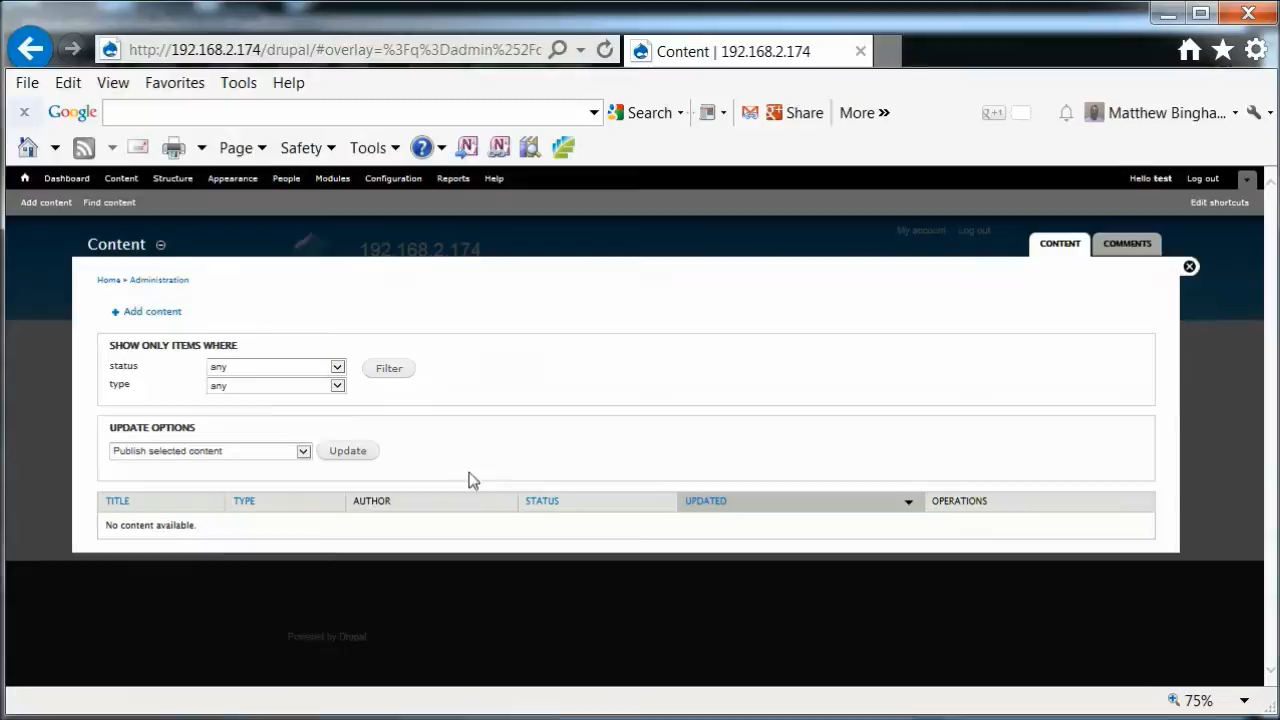 http://192.168.2.174/drupal/#overlay=%3Fq%3Dadmin%252Fc
Content | 192.168.2.174
File Edit View Favorites Tools Help
x Google Search Share More » g+1 Matthew Bingha...
Page Safety Tools
Dashboard Content Structure Appearance People Modules Configuration Reports Help Hello test Log out
Add content Find content Edit shortcuts
My account Log out
Content 192.168.2.174 CONTENT COMMENTS
Home » Administration
+ Add content
SHOW ONLY ITEMS WHERE
status any
Filter
type any
UPDATE OPTIONS
Publish selected content Update
TITLE TYPE AUTHOR STATUS UPDATED OPERATIONS
No content available.
Powered by Drupal
75%